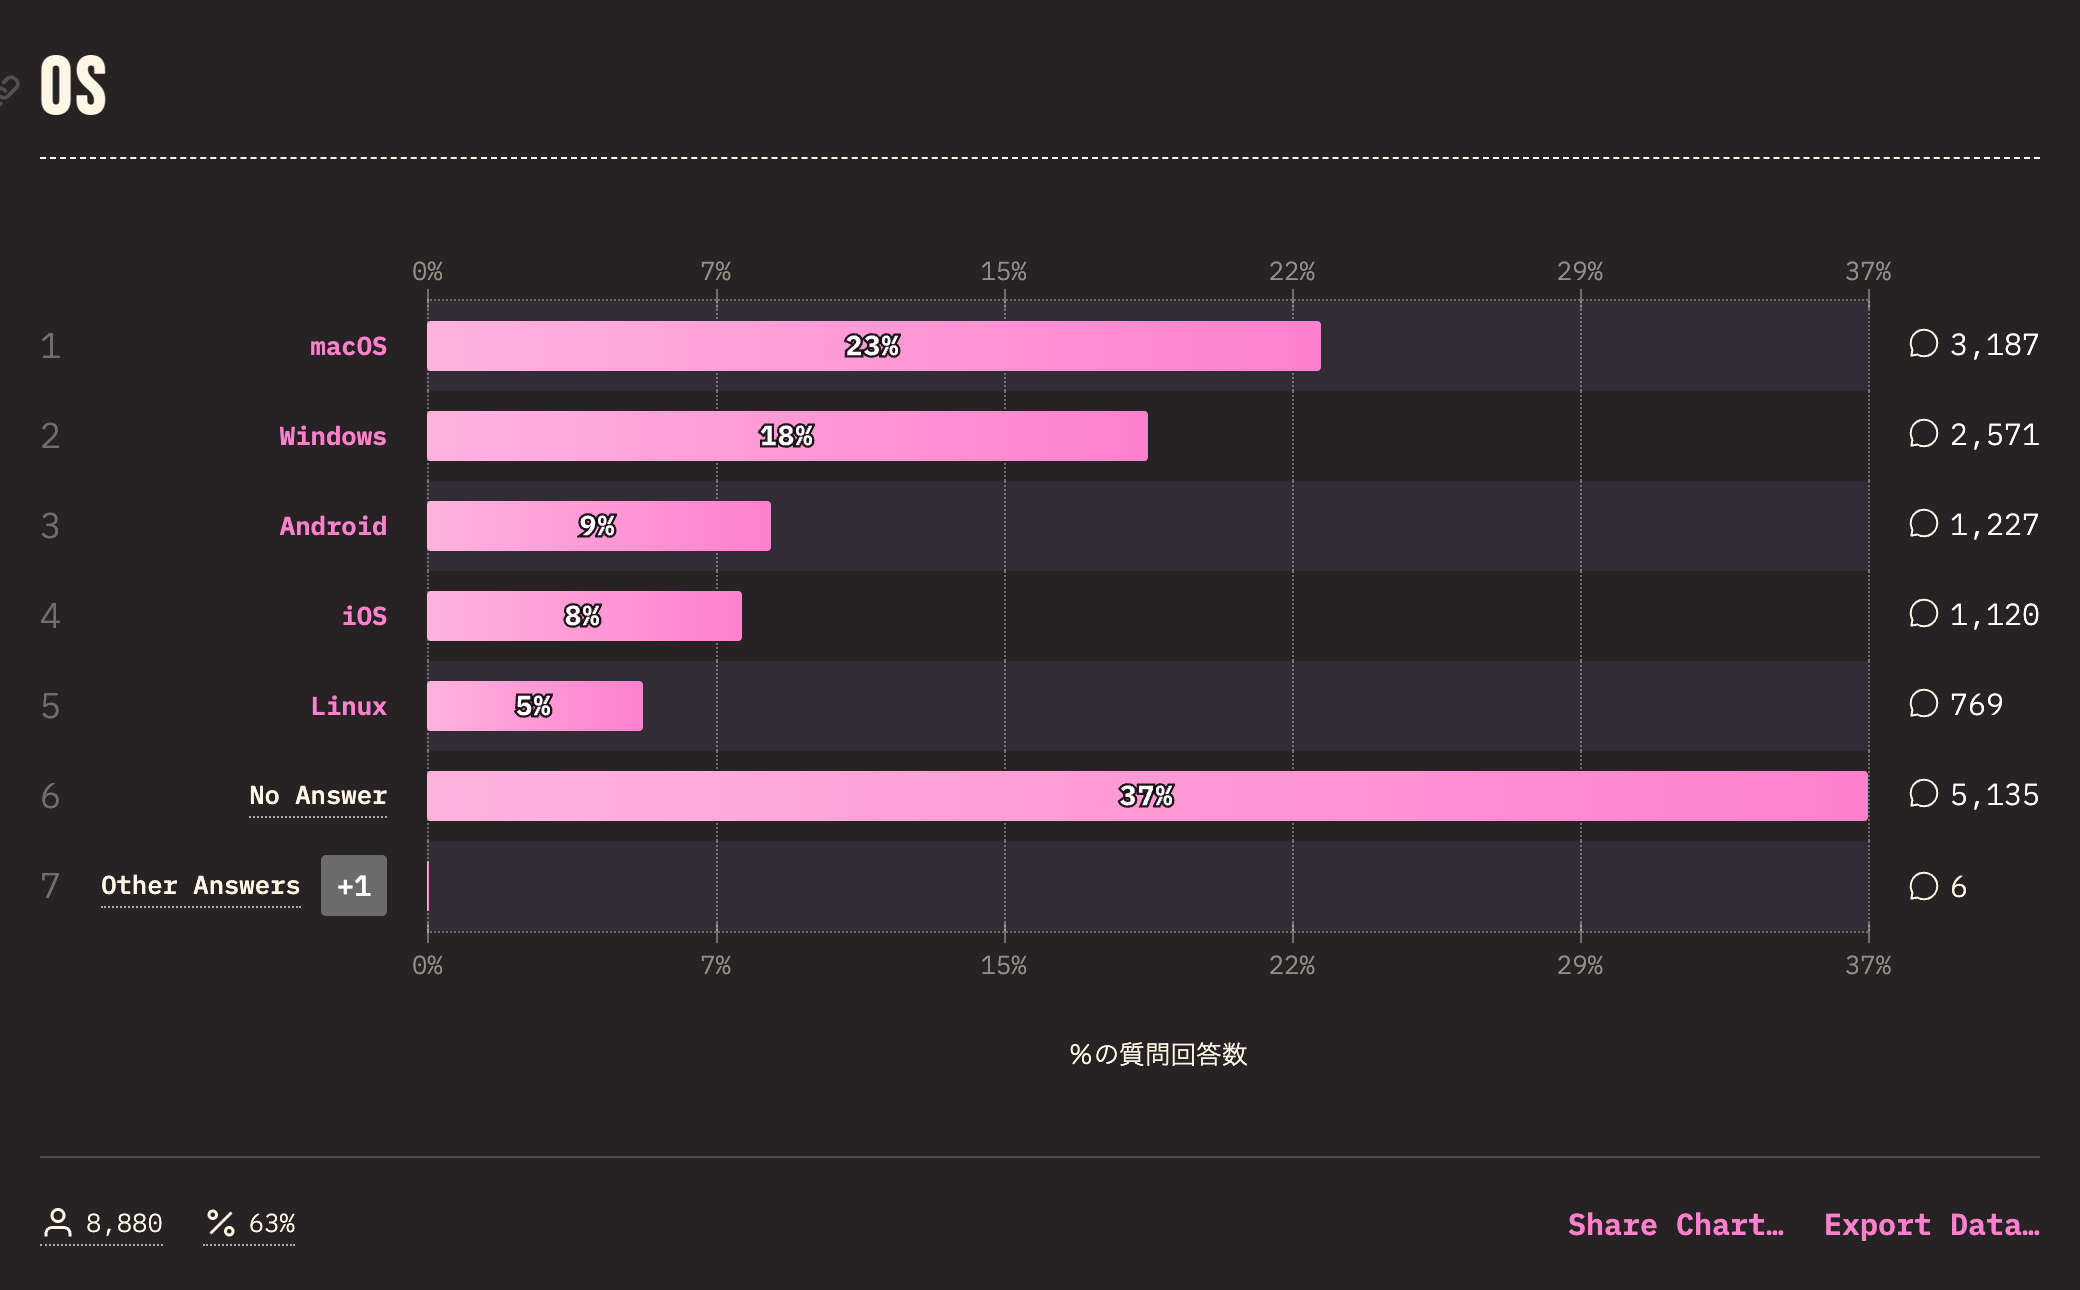 OS
0% 7% 15% 22% 29% 37%
1 macOS 23% 3,187
2 Windows 18% 2,571
3 Android 9% 1,227
4 iOS 8% 1,120
5 Linux 5% 769
6 No Answer 37% 5,135
7 Other Answers +1 6
0% 7% 15% 22% 29% 37%
%の質問回答数
8,880 63% Share Chart… Export Data…